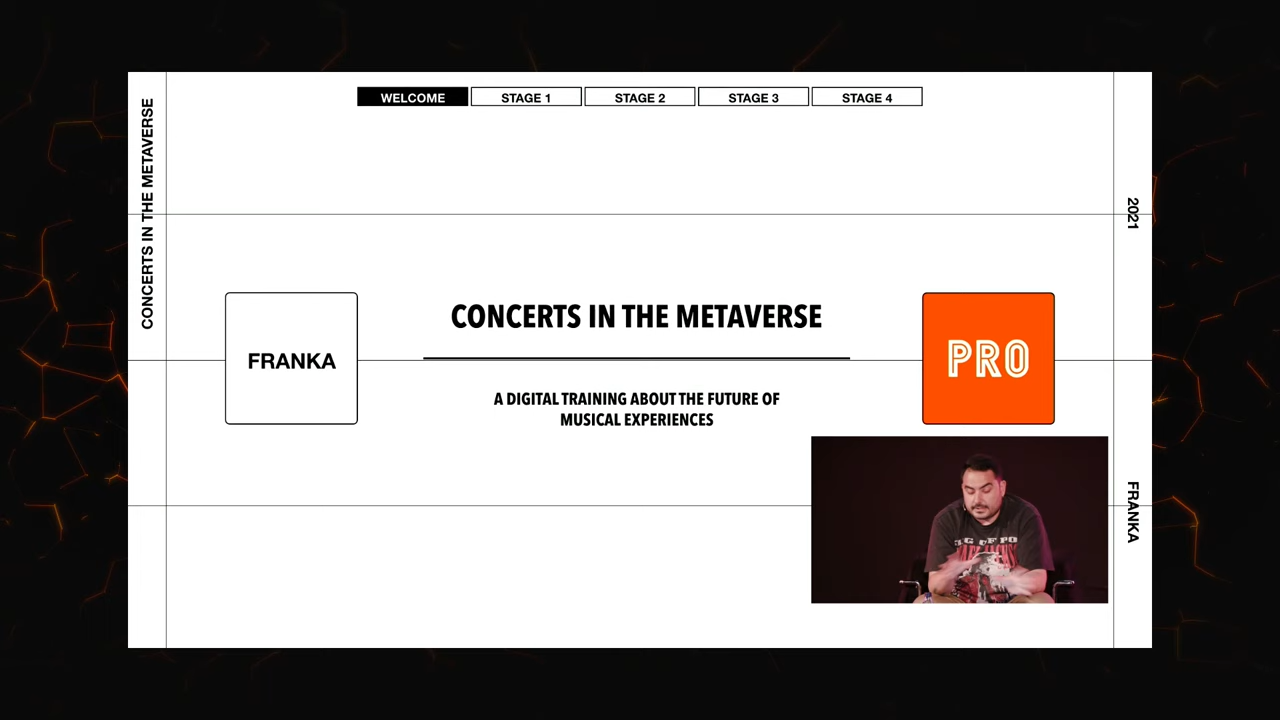 WELCOME
STAGE 1
STAGE 2
STAGE 3
STAGE 4
CONCERTS IN THE METAVERSE
2021
FRANKA
CONCERTS IN THE METAVERSE
PRO
A DIGITAL TRAINING ABOUT THE FUTURE OF
MUSICAL EXPERIENCES
FRANKA